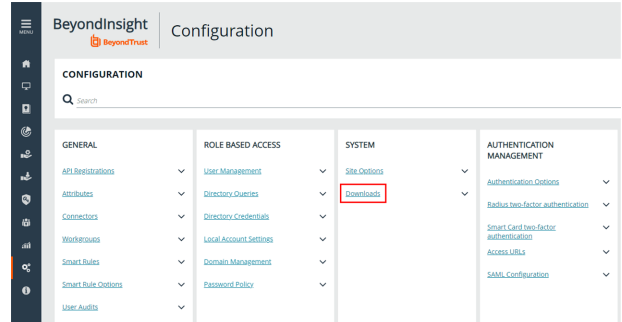 MENU
BeyondInsight
BeyondTrust
Configuration
CONFIGURATION
Search
GENERAL
API Registrations
Attributes
Connectors
Workgroups
Smart Rules
Smart Rule Options
User Audits
ROLE BASED ACCESS
User Management
Directory Queries
Directory Credentials
Local Account Settings
Domain Management
Password Policy
SYSTEM
Site Options
Downloads
AUTHENTICATION
MANAGEMENT
Authentication Options
Radius two-factor authentication
Smart Card two-factor
authentication
Access URLs
SAML Configuration